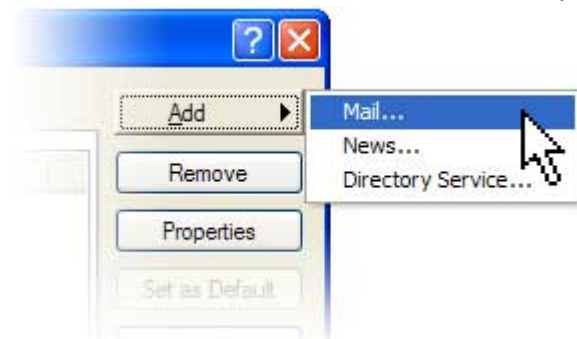 ?
Add
Mail...
News...
Directory Service...
Remove
Properties
Set as Default